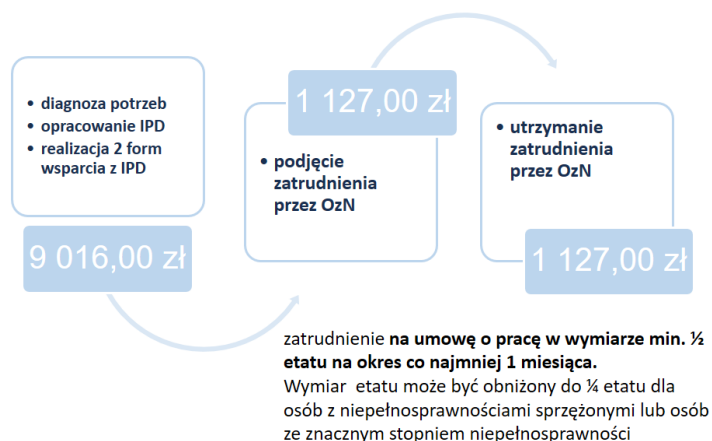 • diagnoza potrzeb
• opracowanie IPD
• realizacja 2 form
wsparcia z IPD
9 016,00 zł
1 127,00 zł
• podjęcie
zatrudnienia
przez OzN
• utrzymanie
zatrudnienia
przez OzN
1 127,00 zł
zatrudnienie na umowę o pracę w wymiarze min. ½
etatu na okres co najmniej 1 miesiąca.
Wymiar etatu może być obniżony do ¼ etatu dla
osób z niepełnosprawnościami sprzężonymi lub osób
ze znacznym stopniem niepełnosprawności